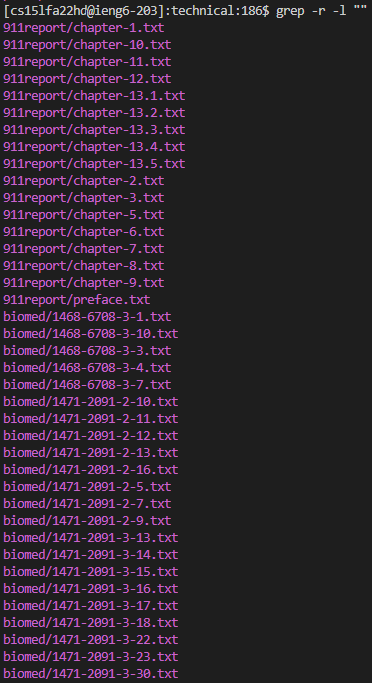 [cs15lfa22hd@ieng6-203]:technical:186$ grep -r -l ""
911report/chapter-1.txt
911report/chapter-10.txt
911report/chapter-11.txt
911report/chapter-12.txt
911report/chapter-13.1.txt
911report/chapter-13.2.txt
911report/chapter-13.3.txt
911report/chapter-13.4.txt
911report/chapter-13.5.txt
911report/chapter-2.txt
911report/chapter-3.txt
911report/chapter-5.txt
911report/chapter-6.txt
911report/chapter-7.txt
911report/chapter-8.txt
911report/chapter-9.txt
911report/preface.txt
biomed/1468-6708-3-1.txt
biomed/1468-6708-3-10.txt
biomed/1468-6708-3-3.txt
biomed/1468-6708-3-4.txt
biomed/1468-6708-3-7.txt
biomed/1471-2091-2-10.txt
biomed/1471-2091-2-11.txt
biomed/1471-2091-2-12.txt
biomed/1471-2091-2-13.txt
biomed/1471-2091-2-16.txt
biomed/1471-2091-2-5.txt
biomed/1471-2091-2-7.txt
biomed/1471-2091-2-9.txt
biomed/1471-2091-3-13.txt
biomed/1471-2091-3-14.txt
biomed/1471-2091-3-15.txt
biomed/1471-2091-3-16.txt
biomed/1471-2091-3-17.txt
biomed/1471-2091-3-18.txt
biomed/1471-2091-3-22.txt
biomed/1471-2091-3-23.txt
biomed/1471-2091-3-30.txt